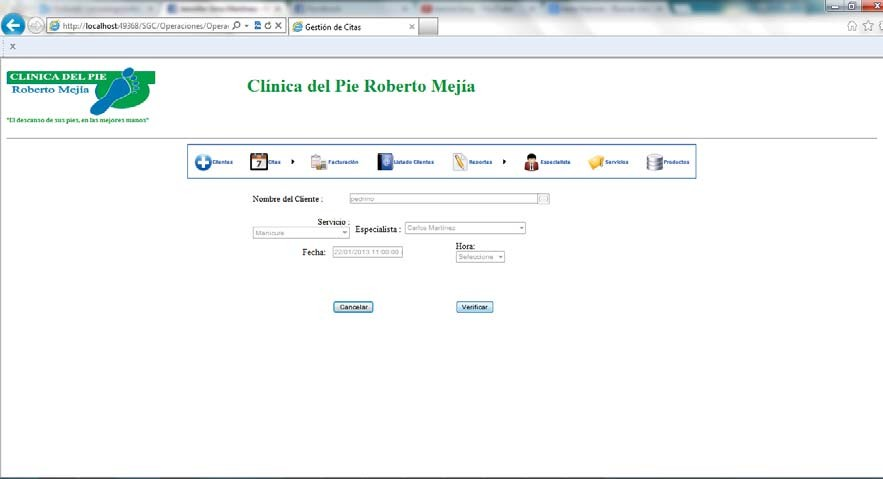 http://localhost:49368/SGC/Operaciones/Opera
Gestión de Citas
x
CLINICA DEL PIE
Roberto Mejía
"El descanso de sus pies, en las mejores manos"
Clínica del Pie Roberto Mejía
Clientes 7 Citas Facturación Listado Clientes Reportes Especialista Servicios Productos
Nombre del Cliente : pedrino
Servicio :
Manicure
Especialista : Carlos Martínez
Fecha: 22/01/2013 11:00:00
Hora:
Seleccione
Cancelar Verificar